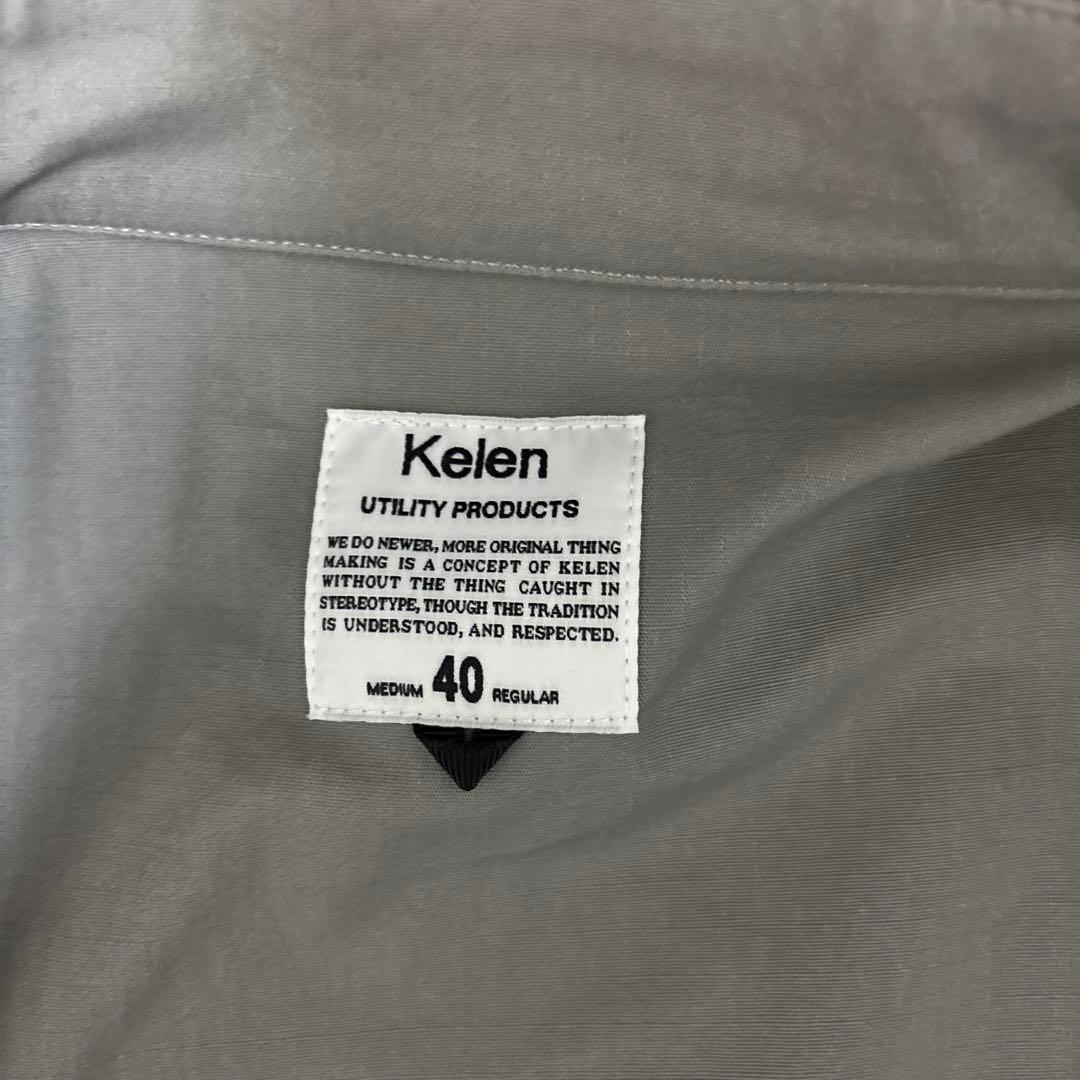 Kelen
UTILITY PRODUCTS
WE DO NEWER, MORE ORIGINAL THING
MAKING IS A CONCEPT OF KELEN
WITHOUT THE THING CAUGHT IN
STEREOTYPE, THOUGH THE TRADITION
IS UNDERSTOOD, AND RESPECTED.
MEDIUM 40 REGULAR